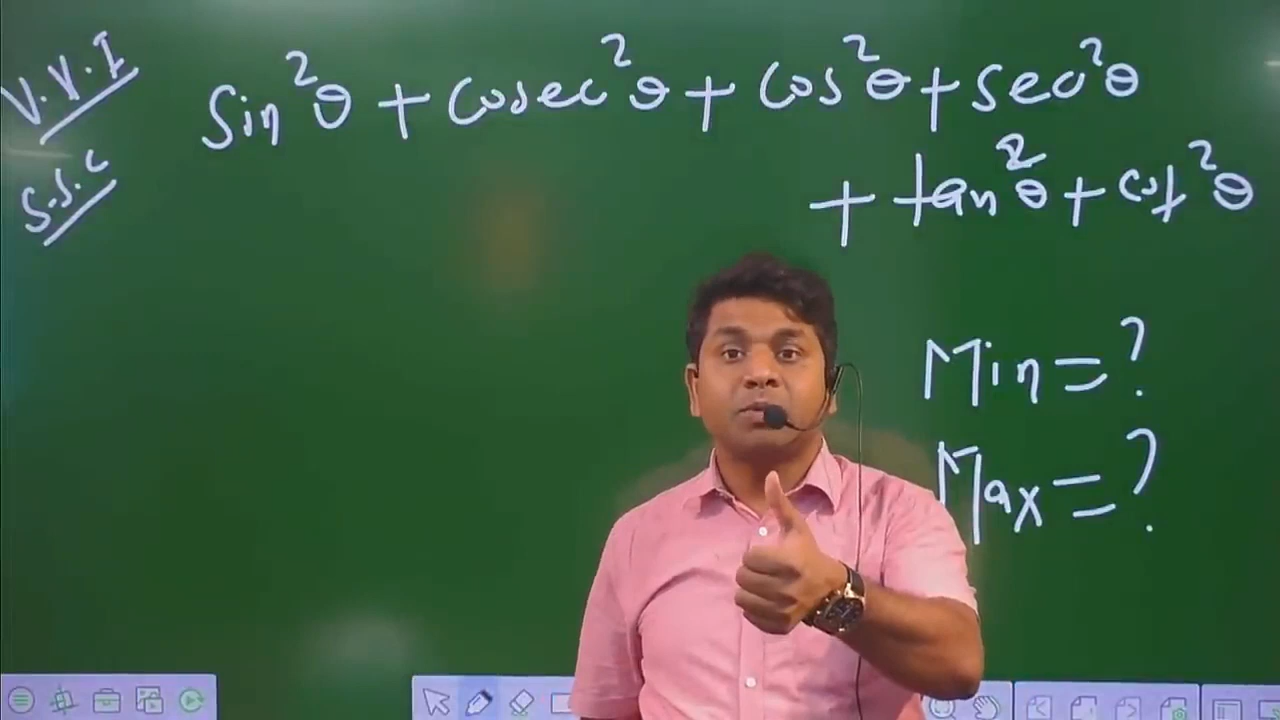 V.V.I
S.S.C
Sin²θ + Cosec²θ + Cos²θ + Sec²θ
+ tan²θ + cot²θ
Min = ?
Max = ?